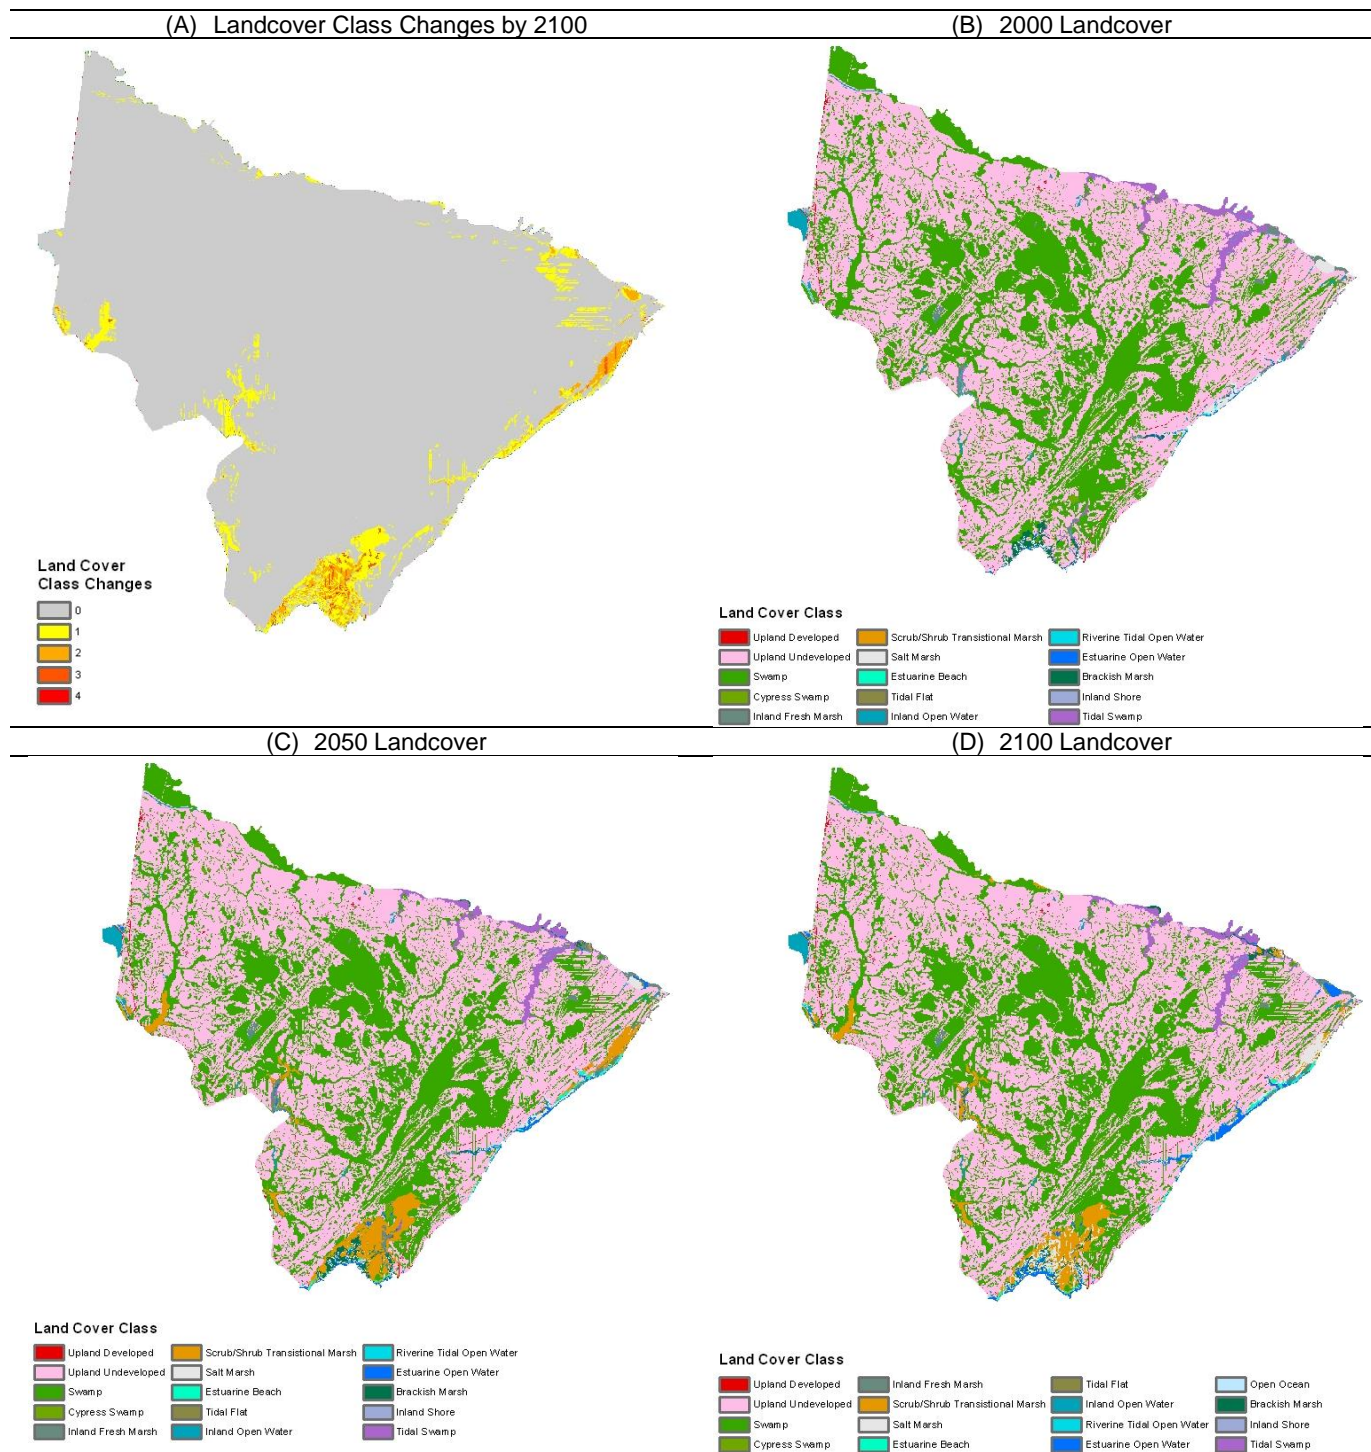 (A) Landcover Class Changes by 2100
(B) 2000 Landcover
Land Cover
Class Changes
0
1
2
3
4
Land Cover Class
Upland Developed
Scrub/Shrub Transistional Marsh
Riverine Tidal Open Water
Upland Undeveloped
Salt Marsh
Estuarine Open Water
Swamp
Estuarine Beach
Brackish Marsh
Cypress Swamp
Tidal Flat
Inland Shore
Inland Fresh Marsh
Inland Open Water
Tidal Swamp
(C) 2050 Landcover
(D) 2100 Landcover
Land Cover Class
Upland Developed
Scrub/Shrub Transistional Marsh
Riverine Tidal Open Water
Upland Undeveloped
Salt Marsh
Estuarine Open Water
Swamp
Estuarine Beach
Brackish Marsh
Cypress Swamp
Tidal Flat
Inland Shore
Inland Fresh Marsh
Inland Open Water
Tidal Swamp
Land Cover Class
Upland Developed
Inland Fresh Marsh
Tidal Flat
Open Ocean
Upland Undeveloped
Scrub/Shrub Transistional Marsh
Inland Open Water
Brackish Marsh
Swamp
Salt Marsh
Riverine Tidal Open Water
Inland Shore
Cypress Swamp
Estuarine Beach
Estuarine Open Water
Tidal Swamp